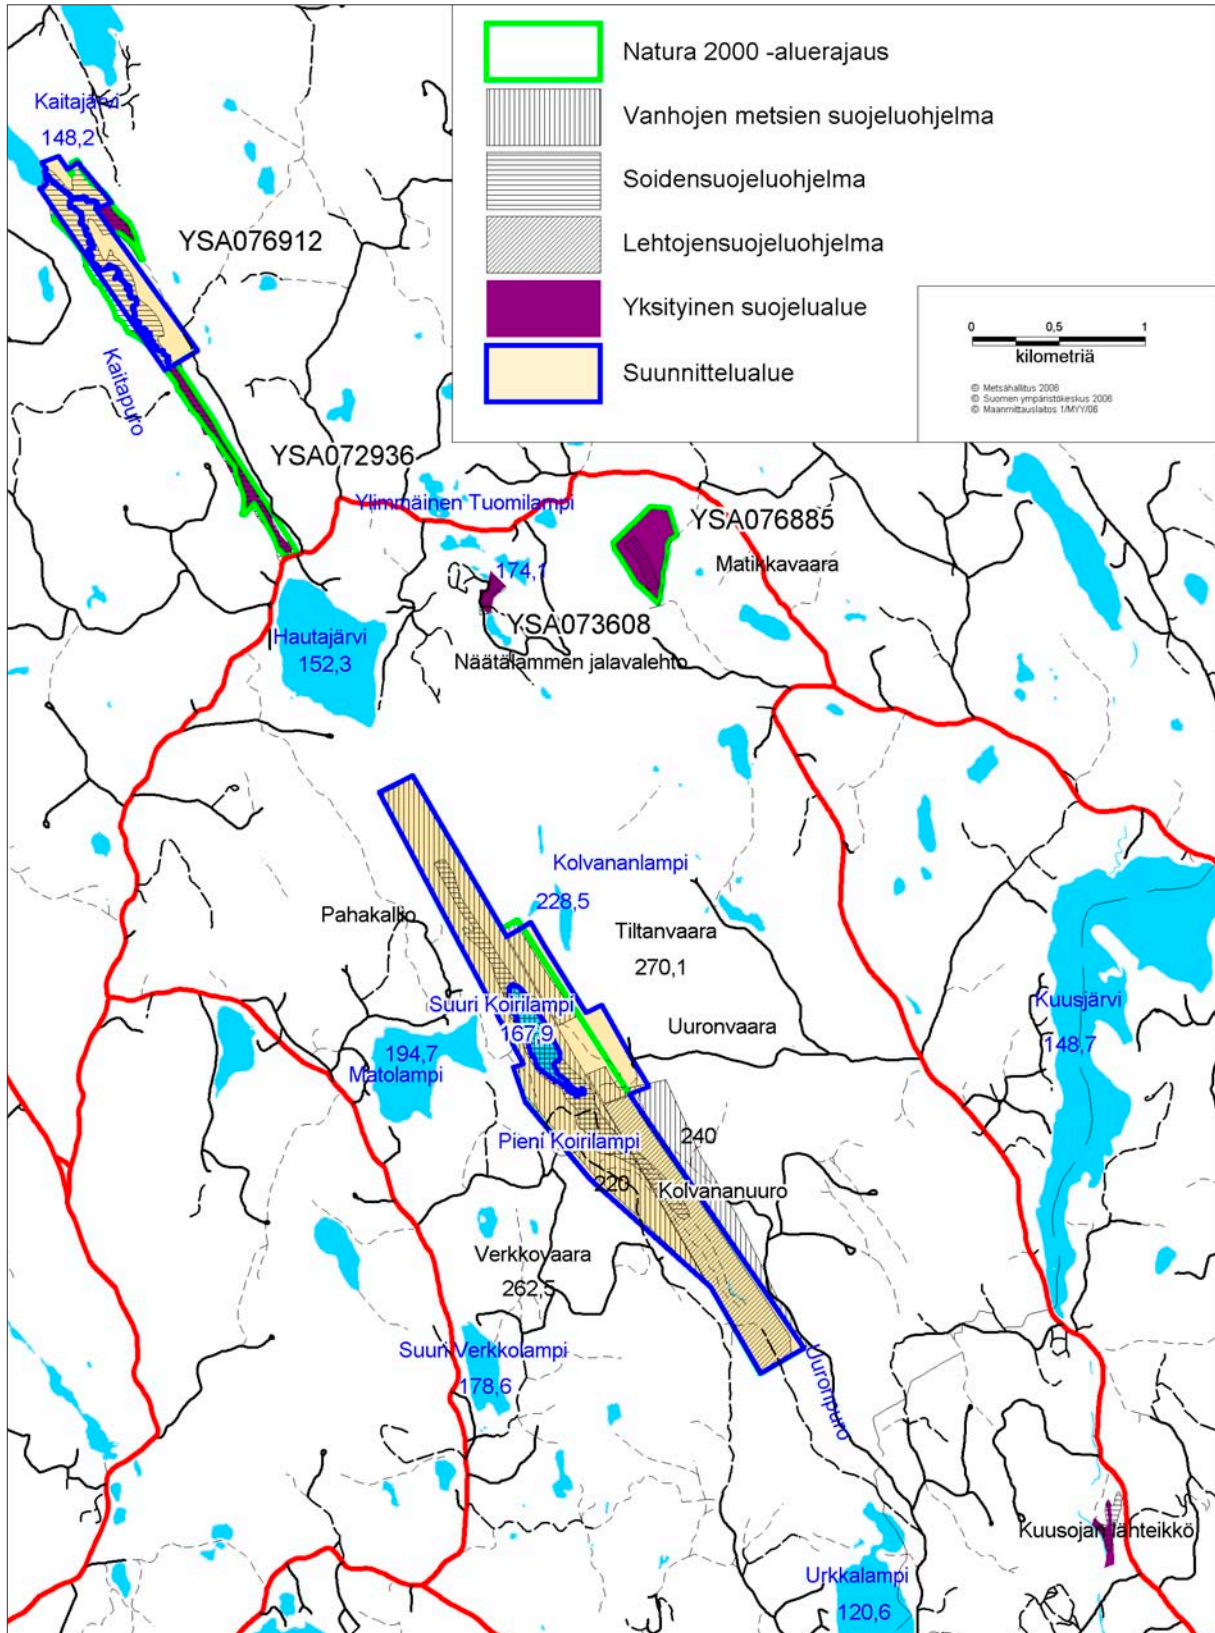 Natura 2000 -aluerajaus
Vanhojen metsien suojeluohjelma
Soidensuojeluohjelma
Lehtojensuojeluohjelma
Yksityinen suojelualue
Suunnittelualue
0 0,5 1
kilometriä
© Metsähallitus 2006
© Suomen ympäristökeskus 2006
© Maanmittauslaitos 1/MYY/06
Kaitajärvi
148,2
YSA076912
Kaitapuro
YSA072936
Ylimmäinen Tuomilampi
YSA076885
Matikkavaara
174,1
YSA073608
Näätälammen jalavalehto
Hautajärvi
152,3
Kolvananlampi
228,5
Pahakallio
Tiltanvaara
270,1
Suuri Koirilampi
167,9
Kuusjärvi
148,7
Uuronvaara
194,7
Matolampi
Pieni Koirilampi
240
220
Kolvananuuro
Verkkovaara
262,5
Suuri Verkkolampi
178,6
Uuronpuro
Kuusojan lähteikkö
Urkkalampi
120,6